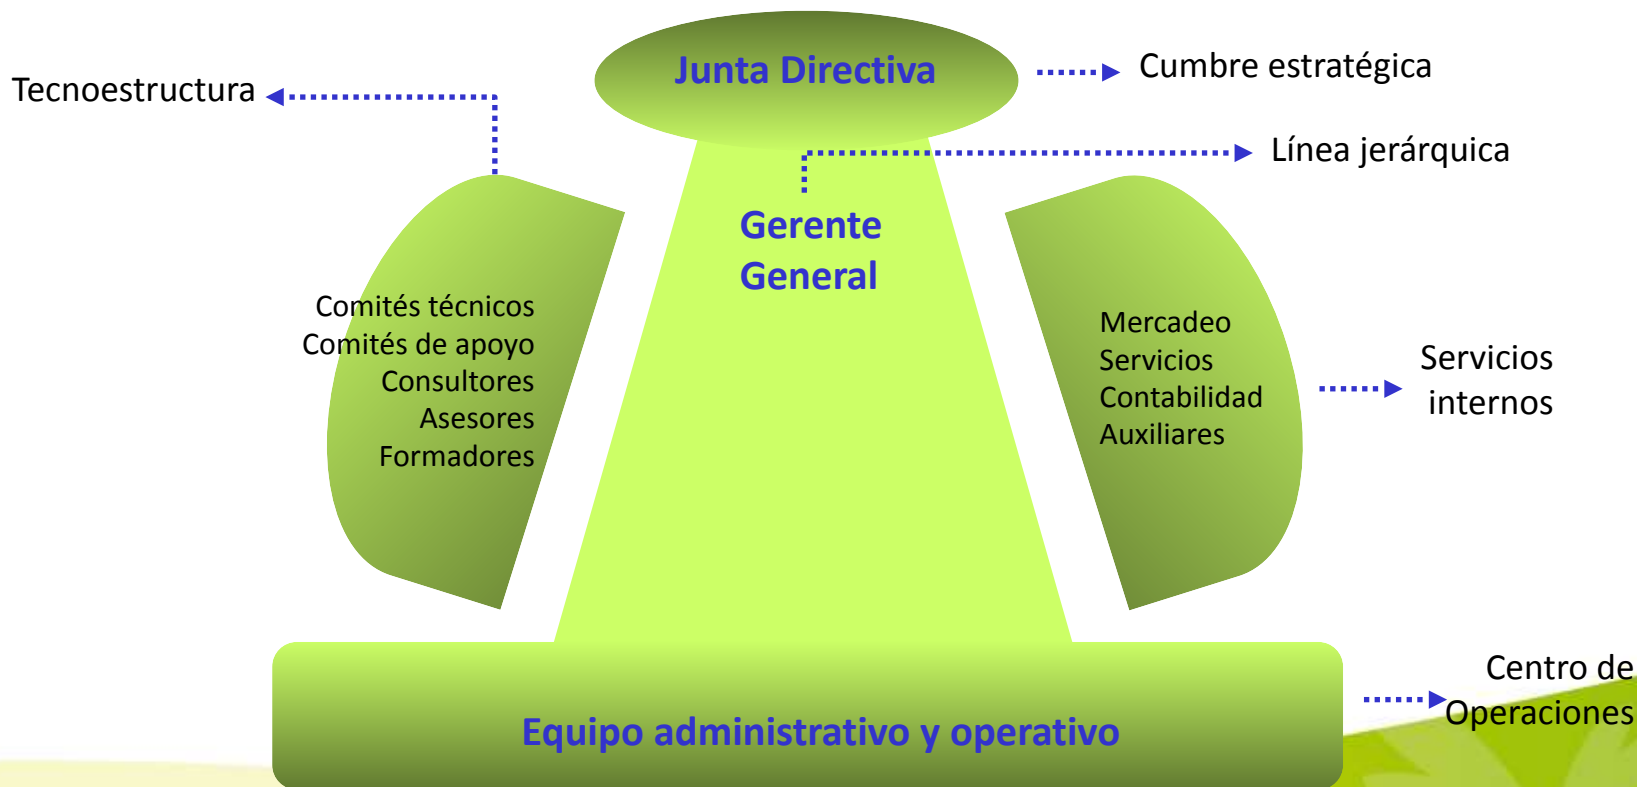 Junta Directiva
Cumbre estratégica
Tecnoestructura
Línea jerárquica
Gerente
General
Comités técnicos
Comités de apoyo
Consultores
Asesores
Formadores
Mercadeo
Servicios
Contabilidad
Auxiliares
Servicios
internos
Centro de
Operaciones
Equipo administrativo y operativo